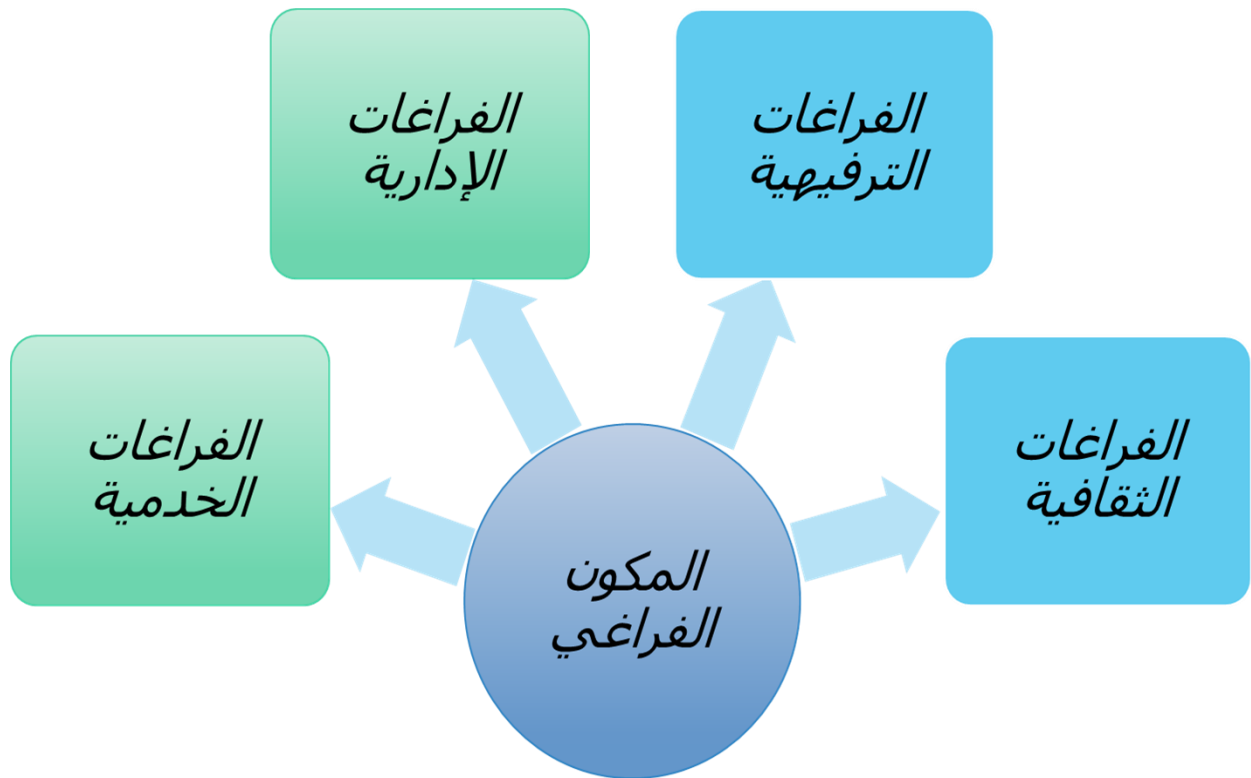 الفراغات
الترفيهية
الفراغات
الإدارية
الفراغات
الثقافية
الفراغات
الخدمية
المكون
الفراغي